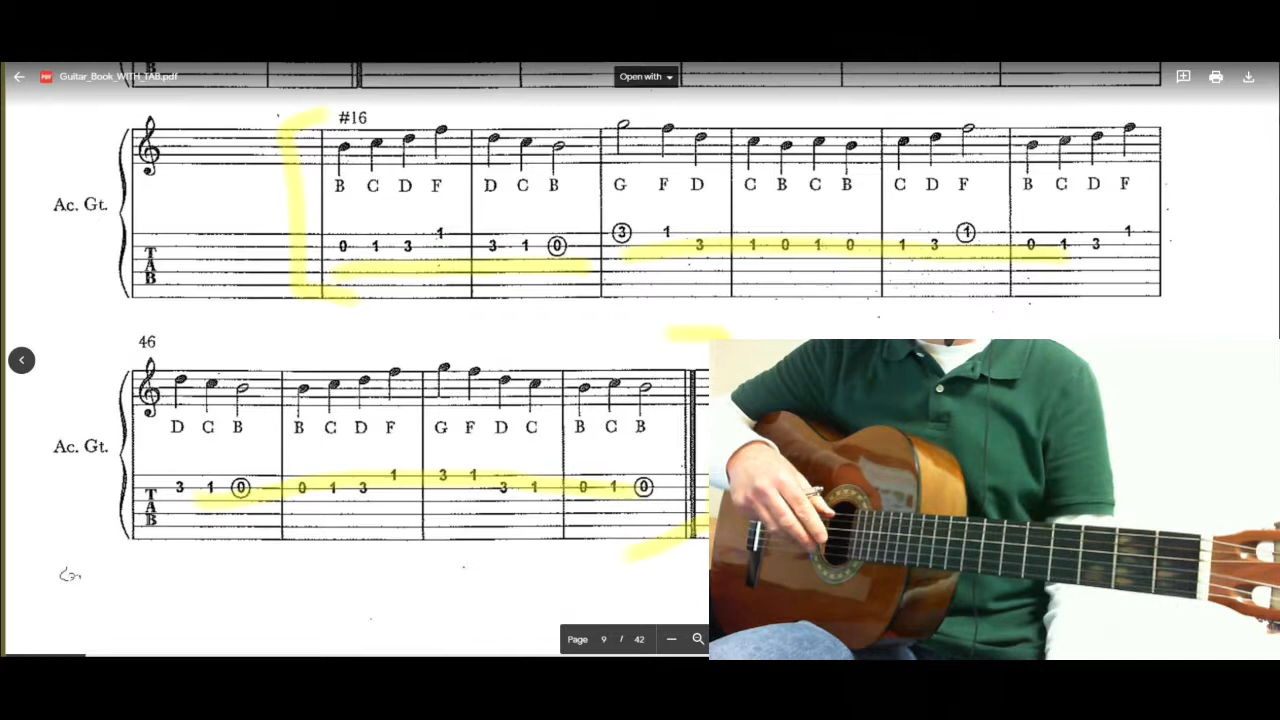 Guitar_Book_WITH_TAB.pdf
Open with
#16
B C D F D C B G F D C B C B C D F B C D F
Ac. Gt.
TAB
0 1 3 1 3 1 0 3 1 3 1 0 1 0 1 3 1 0 1 3 1
46
D C B B C D F G F D C B C B
Ac. Gt.
TAB
3 1 0 0 1 3 1 3 1 3 1 0 1 0
Page 9 / 42